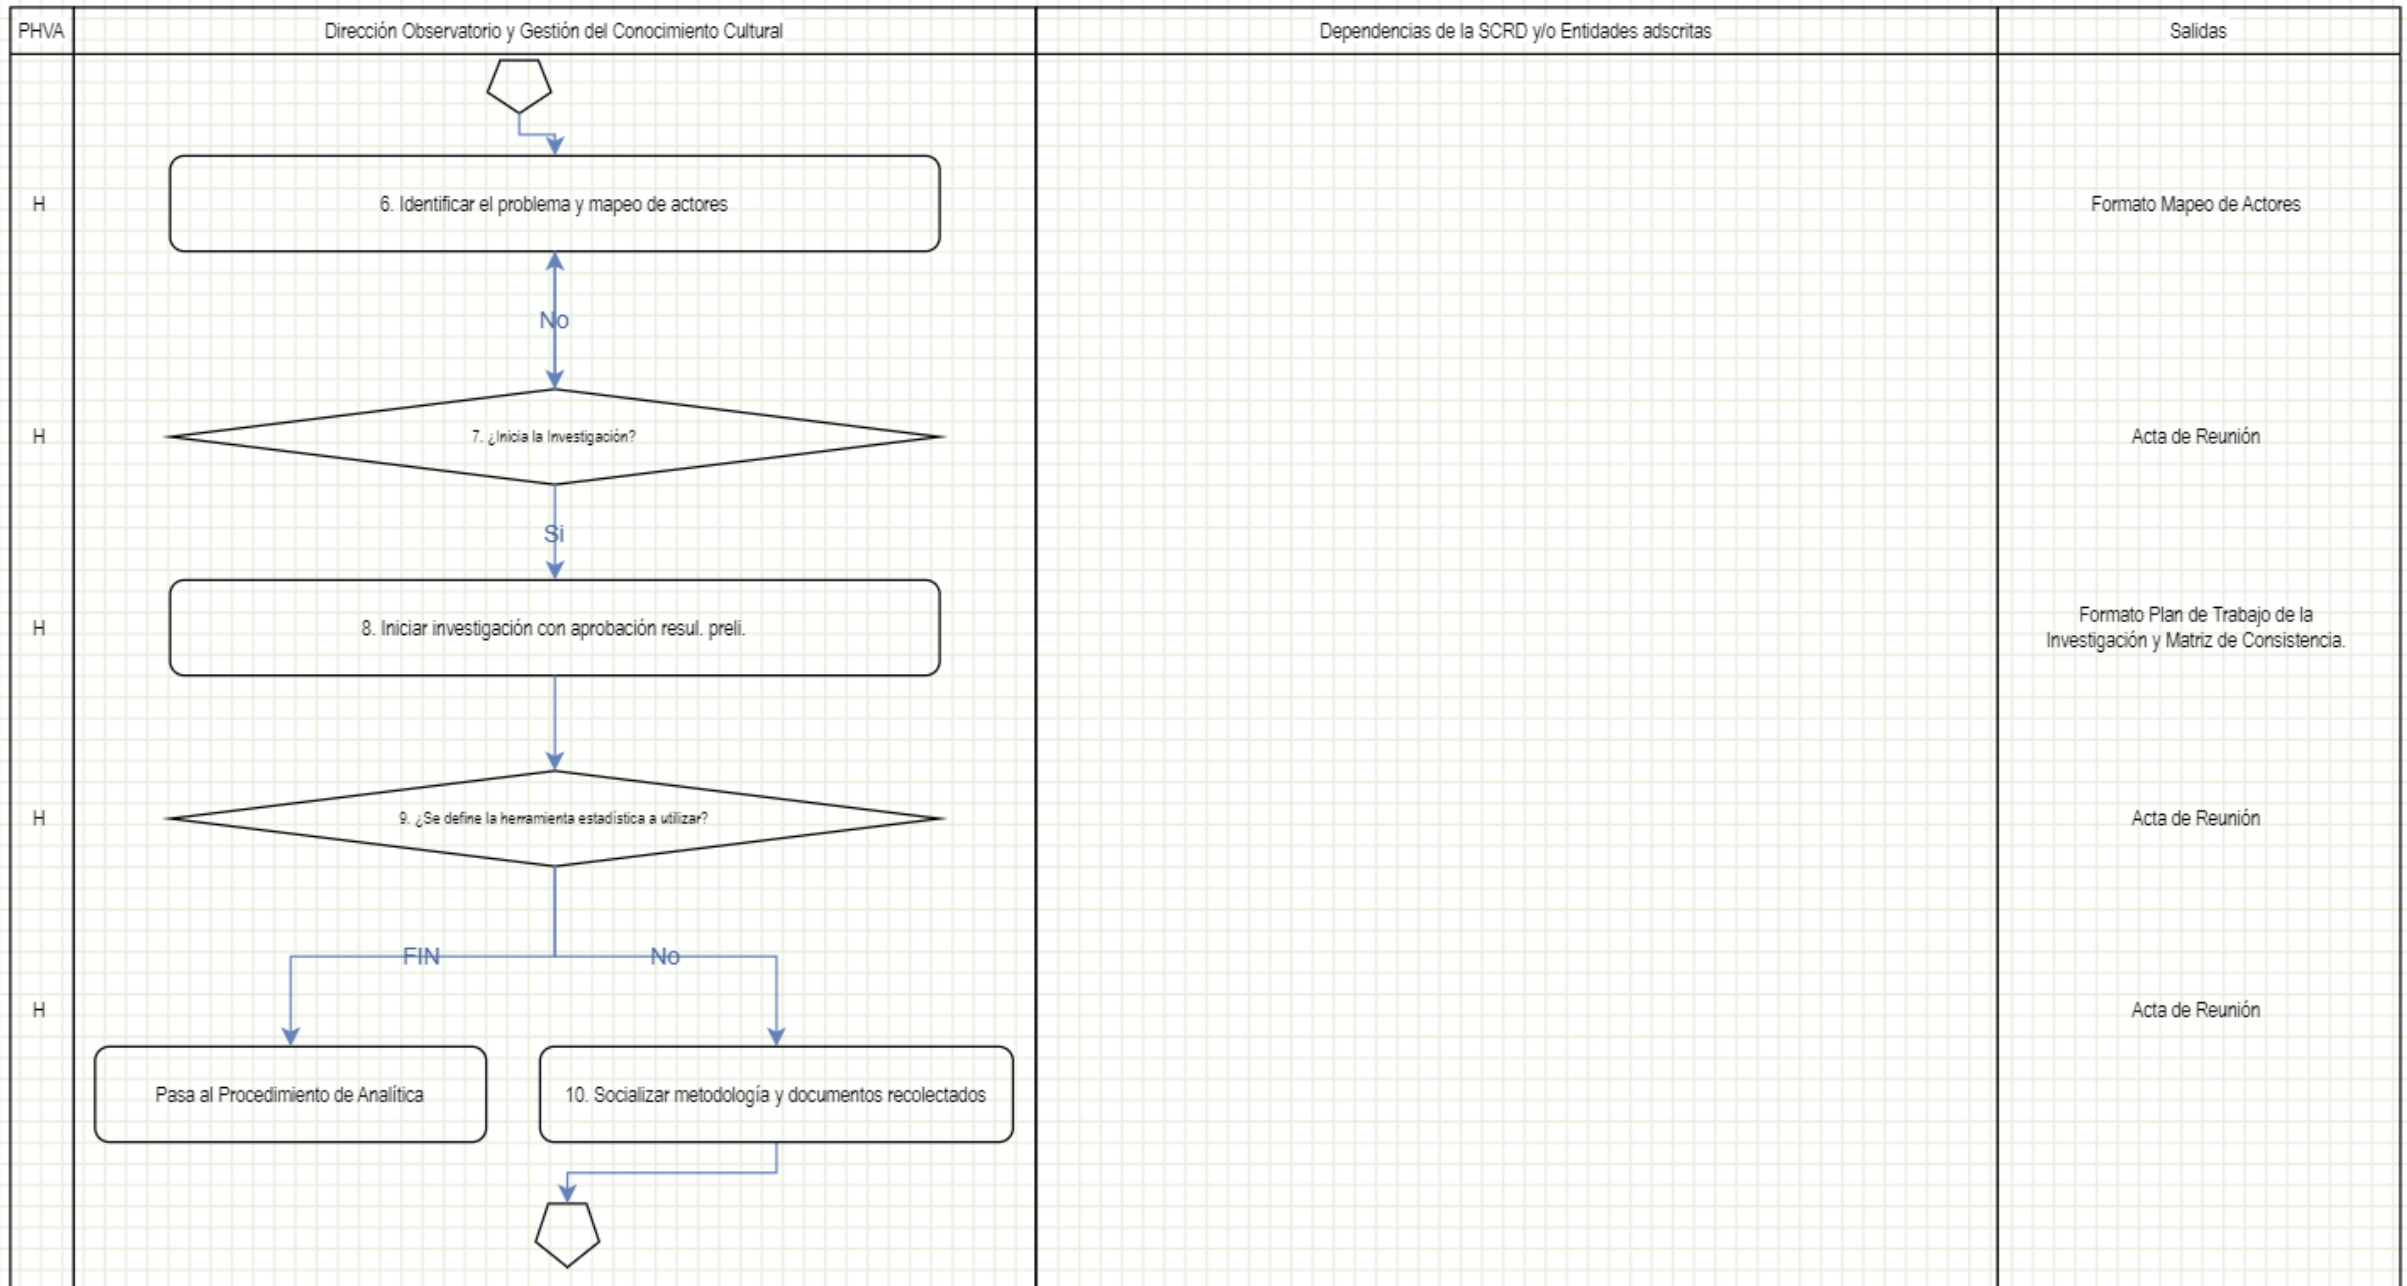 PHVA
Dirección Observatorio y Gestión del Conocimiento Cultural
Dependencias de la SCRD y/o Entidades adscritas
Salidas
H
6. Identificar el problema y mapeo de actores
Formato Mapeo de Actores
No
H
7. ¿Inicia la Investigación?
Acta de Reunión
Si
H
8. Iniciar investigación con aprobación resul. preli.
Formato Plan de Trabajo de la
Investigación y Matriz de Consistencia.
H
9. ¿Se define la herramienta estadística a utilizar?
Acta de Reunión
FIN
No
H
Acta de Reunión
Pasa al Procedimiento de Analítica
10. Socializar metodología y documentos recolectados